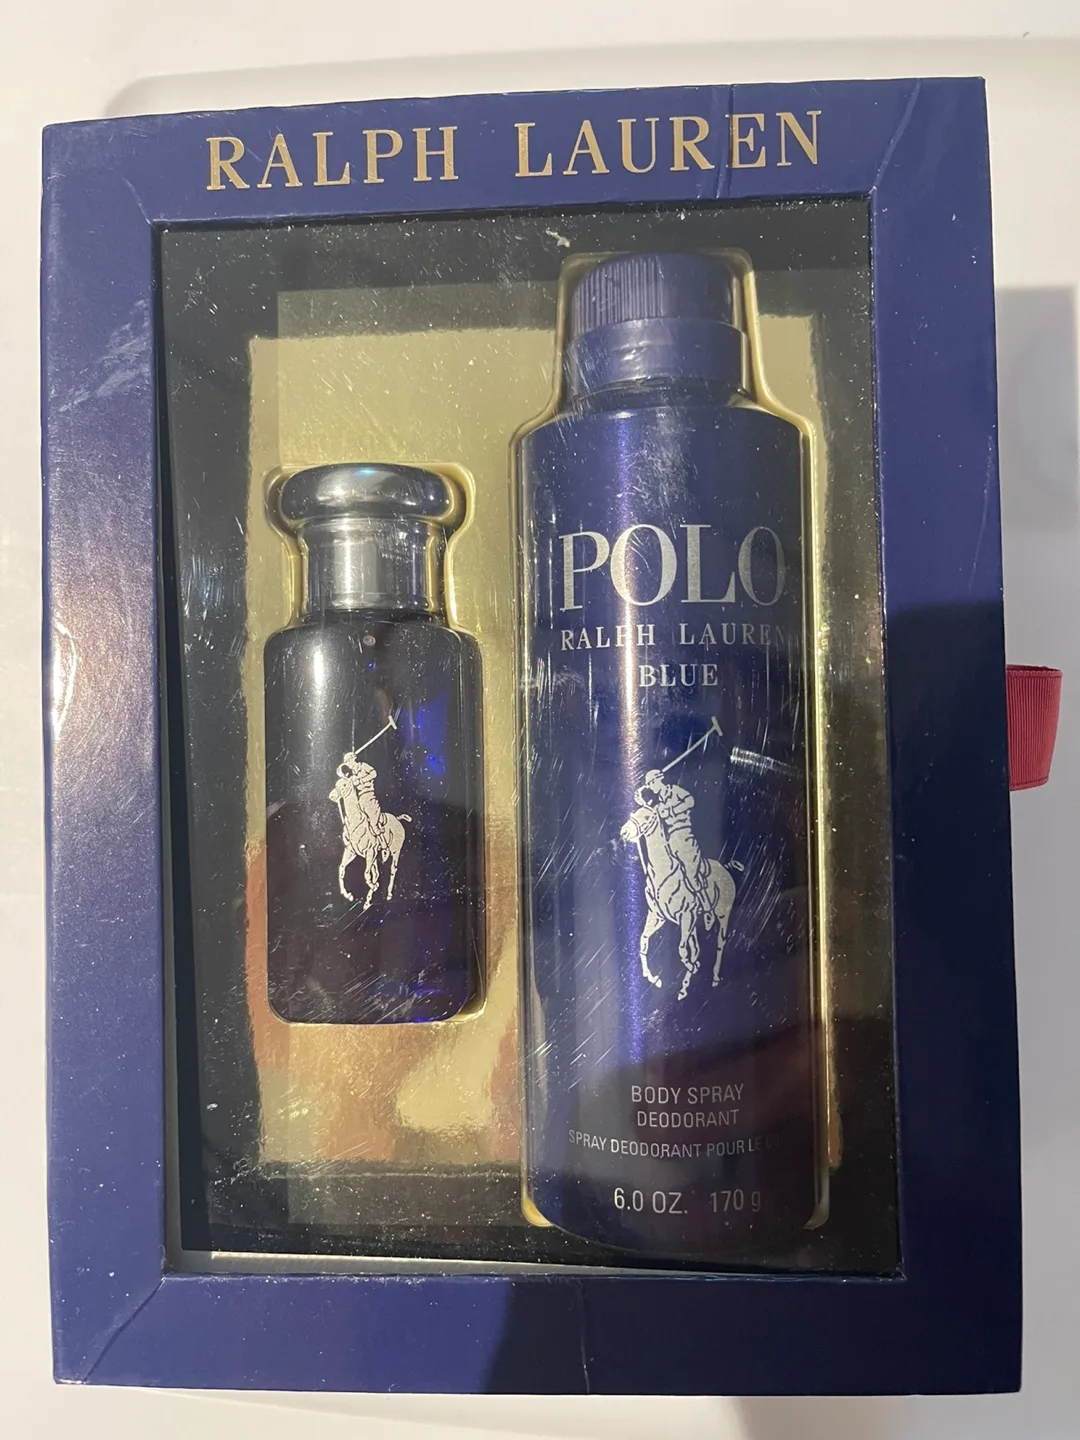 RALPH LAUREN
POLO
RALPH LAUREN
BLUE
BODY SPRAY
DEODORANT
SPRAY DEODORANT POUR LE
6.0 OZ. 170 g